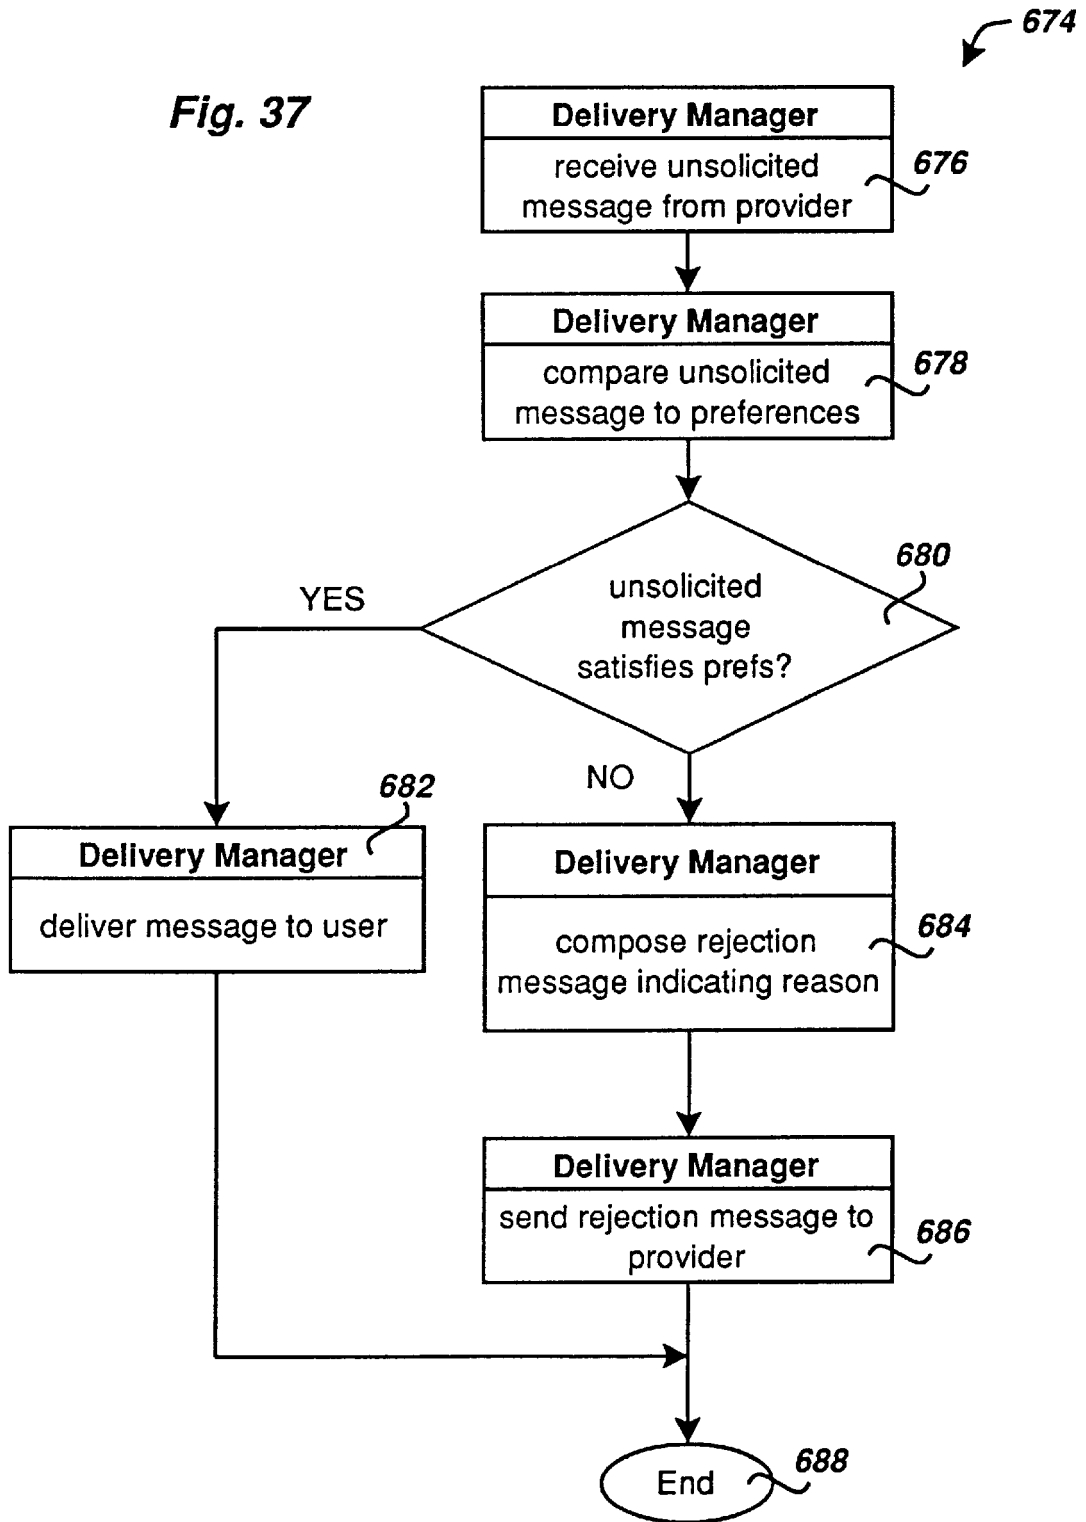 674
Fig. 37
Delivery Manager
receive unsolicited
message from provider
676
Delivery Manager
compare unsolicited
message to preferences
678
680
unsolicited
message
satisfies prefs?
YES
NO
682
Delivery Manager
deliver message to user
Delivery Manager
compose rejection
message indicating reason
684
Delivery Manager
send rejection message to
provider
686
End
688